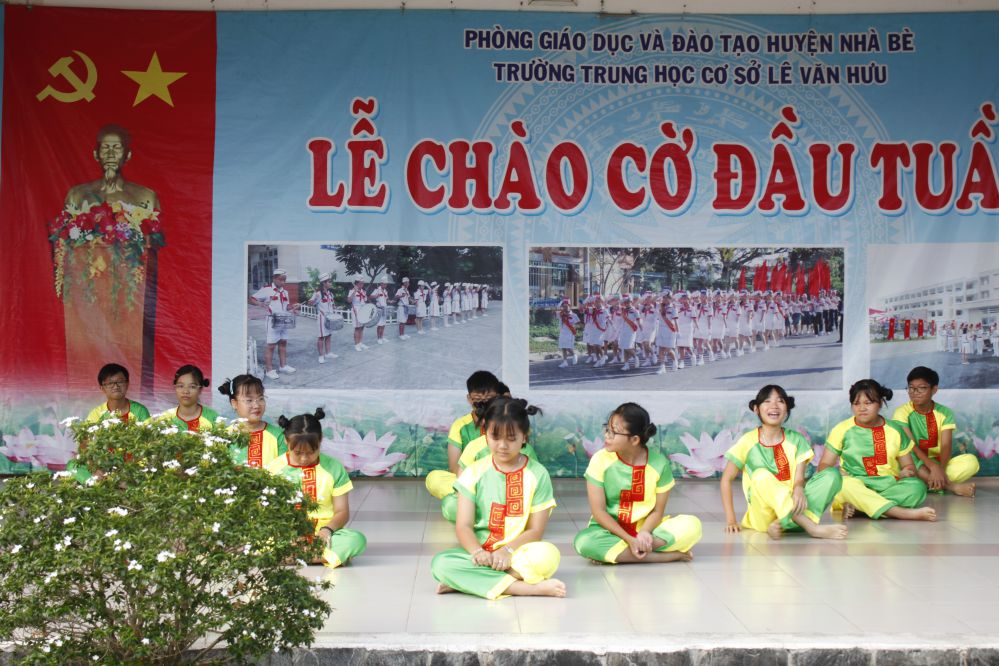 PHÒNG GIÁO DỤC VÀ ĐÀO TẠO HUYỆN NHÀ BÈ
TRƯỜNG TRUNG HỌC CƠ SỞ LÊ VĂN HƯU
LỄ CHÀO CỜ ĐẦU TUẦ